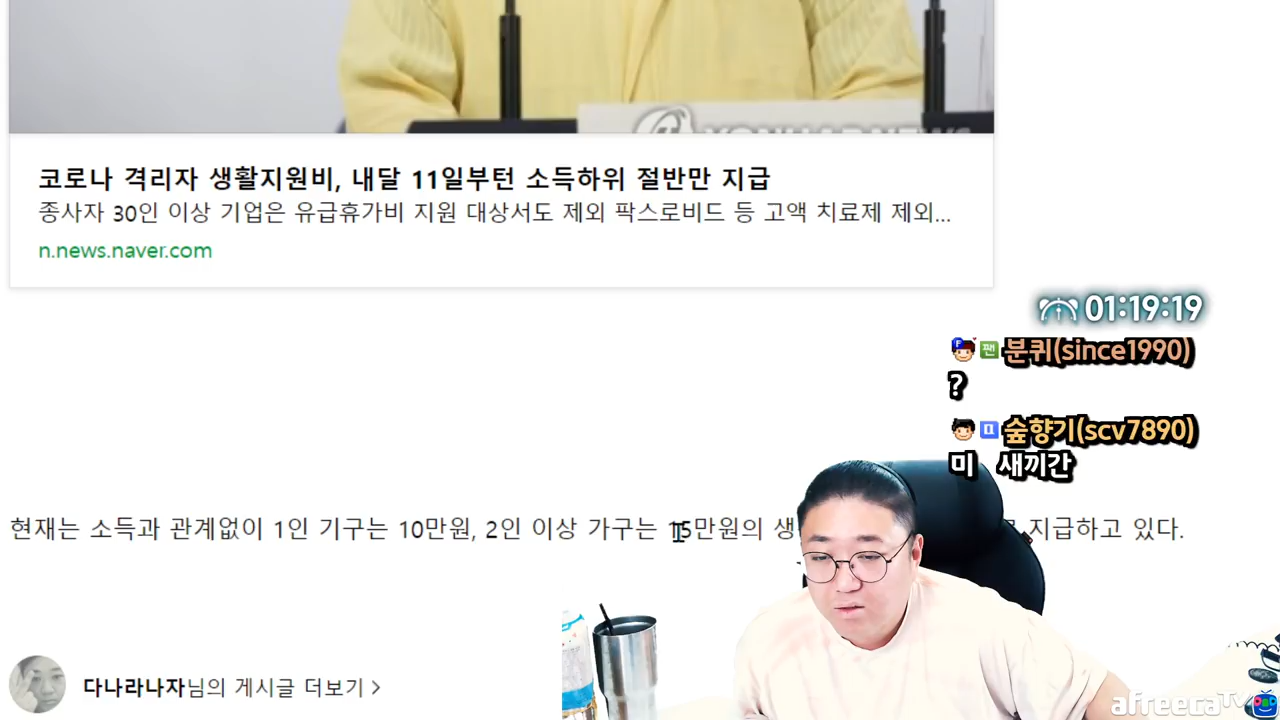 코로나 격리자 생활지원비, 내달 11일부턴 소득하위 절반만 지급
종사자 30인 이상 기업은 유급휴가비 지원 대상서도 제외 팍스로비드 등 고액 치료제 제외...
n.news.naver.com
01:19:19
F 팬 분퀴(since1990)
?
숲향기(scv7890)
미 새끼간
현재는 소득과 관계없이 1인 기구는 10만원, 2인 이상 가구는 15만원의 생 지급하고 있다.
다나라나자님의 게시글 더보기 >
afreecaTV